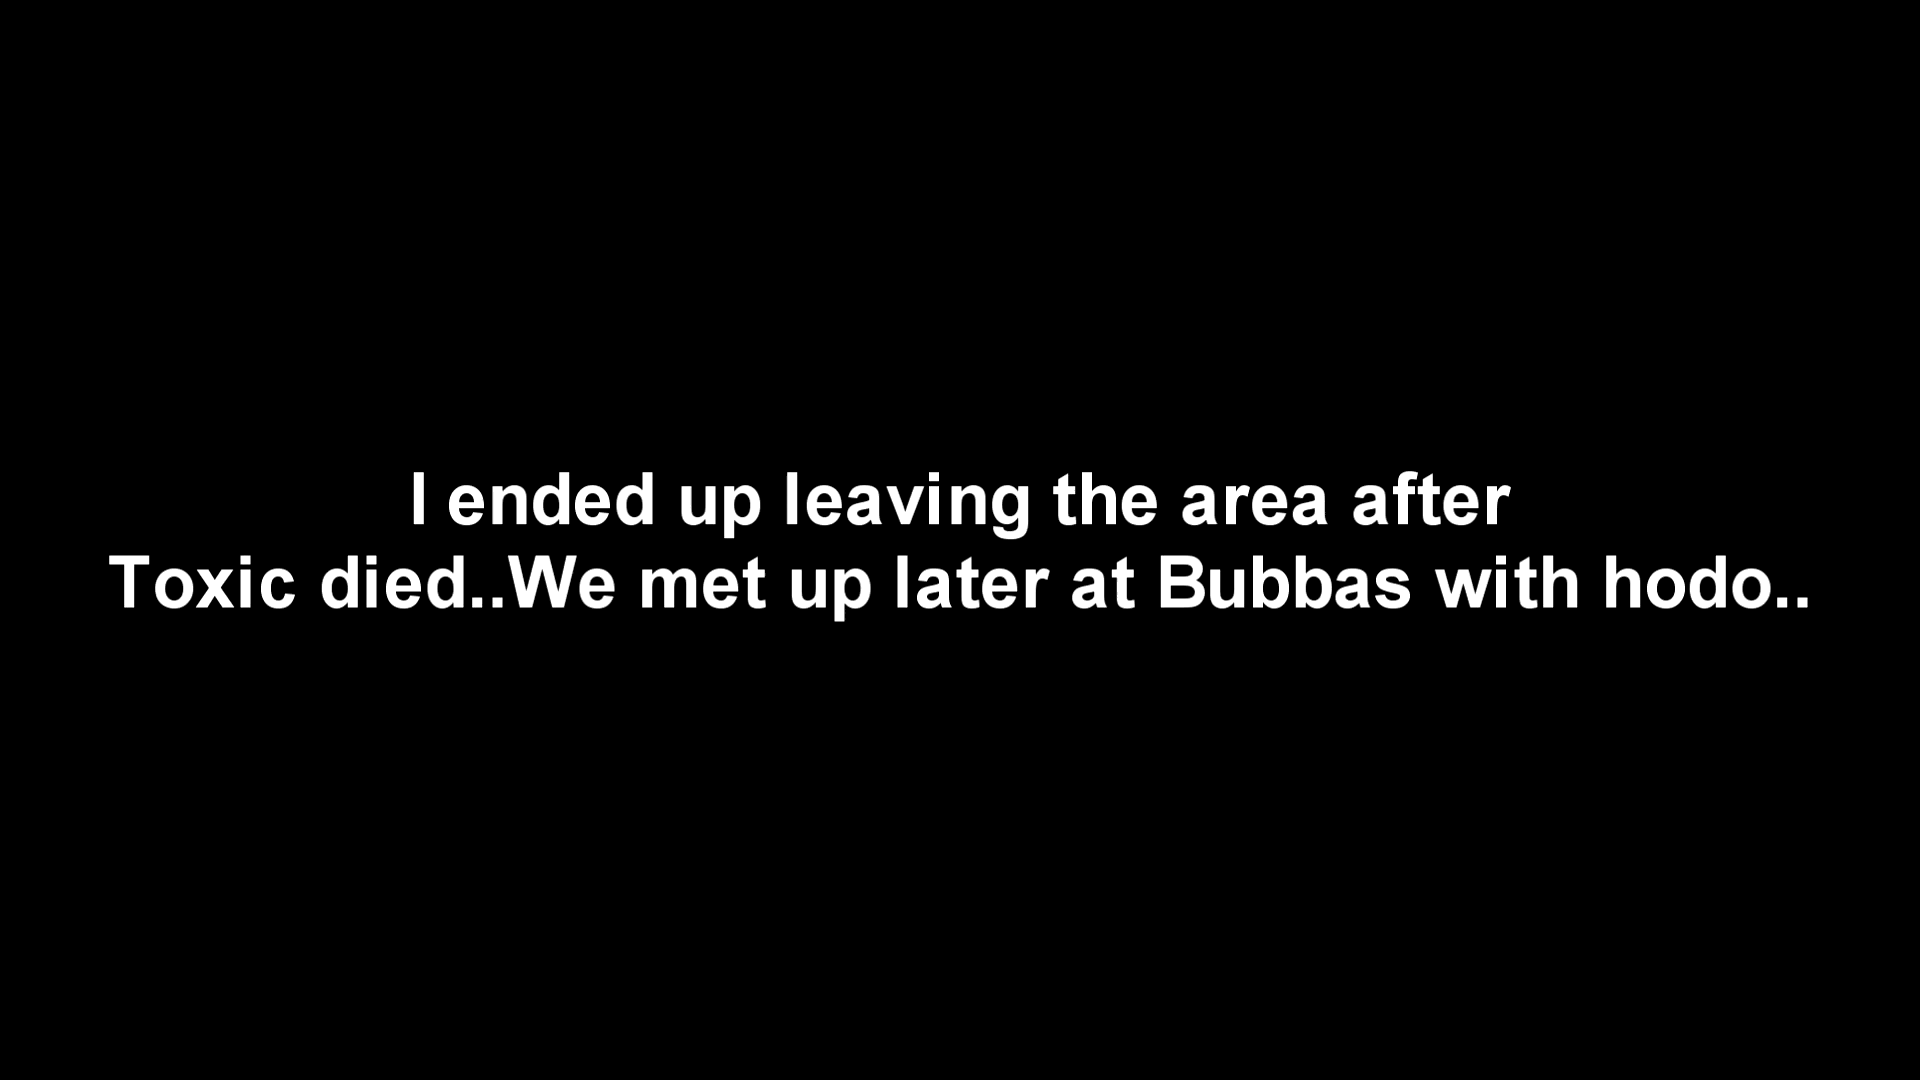 I ended up leaving the area after
Toxic died..We met up later at Bubbas with hodo..